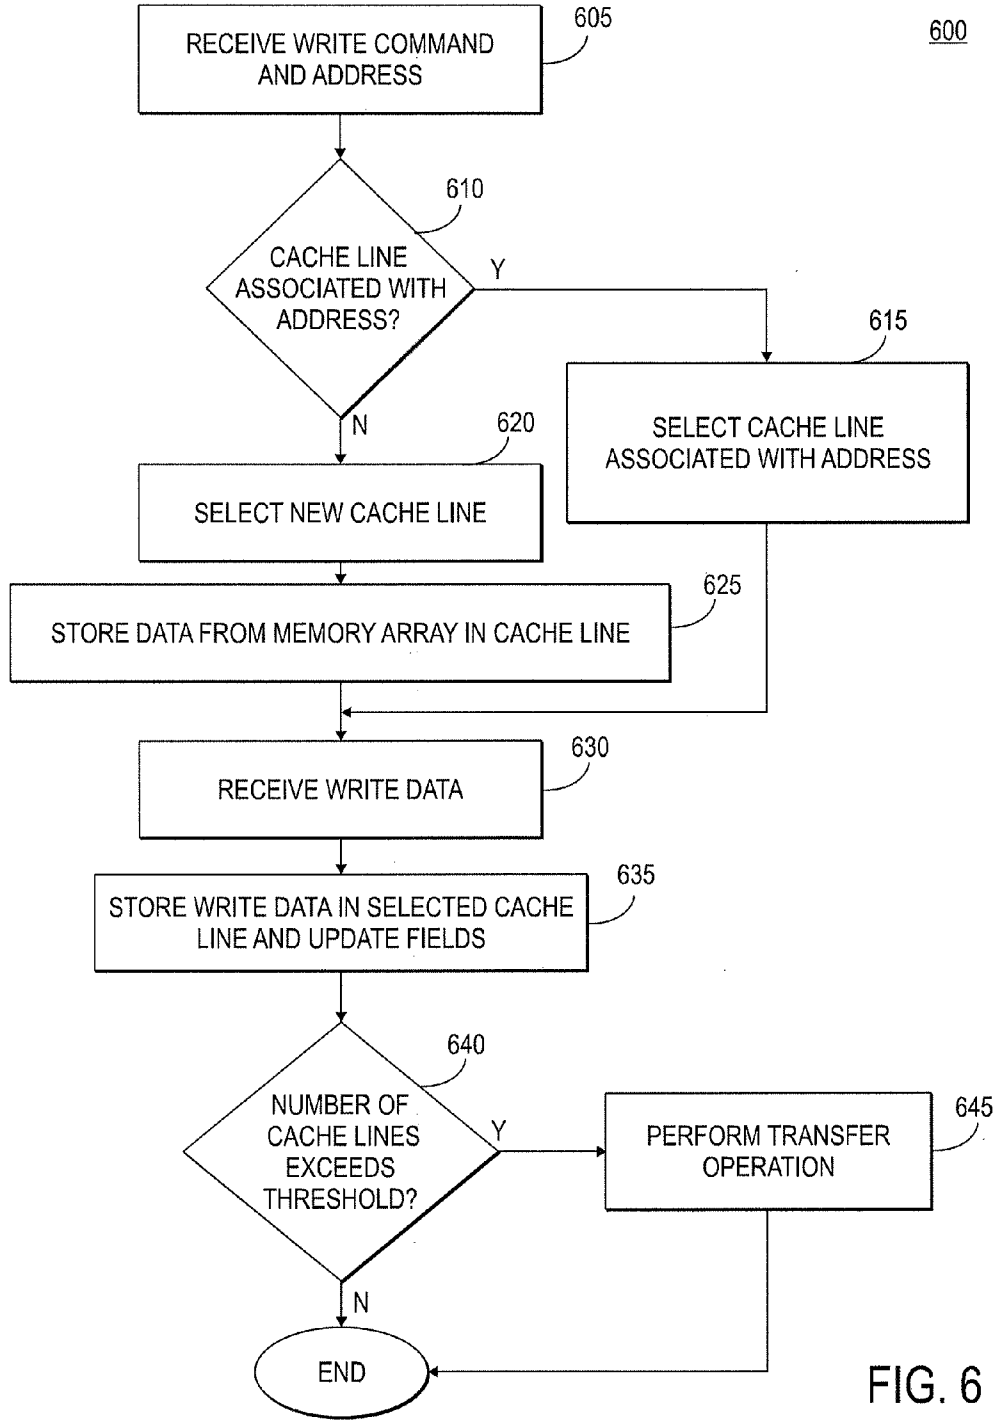 600
605
RECEIVE WRITE COMMAND
AND ADDRESS
610
CACHE LINE
ASSOCIATED WITH
ADDRESS?
Y
N
615
SELECT CACHE LINE
ASSOCIATED WITH ADDRESS
620
SELECT NEW CACHE LINE
625
STORE DATA FROM MEMORY ARRAY IN CACHE LINE
630
RECEIVE WRITE DATA
635
STORE WRITE DATA IN SELECTED CACHE
LINE AND UPDATE FIELDS
640
NUMBER OF
CACHE LINES
EXCEEDS
THRESHOLD?
Y
N
645
PERFORM TRANSFER
OPERATION
END
FIG. 6